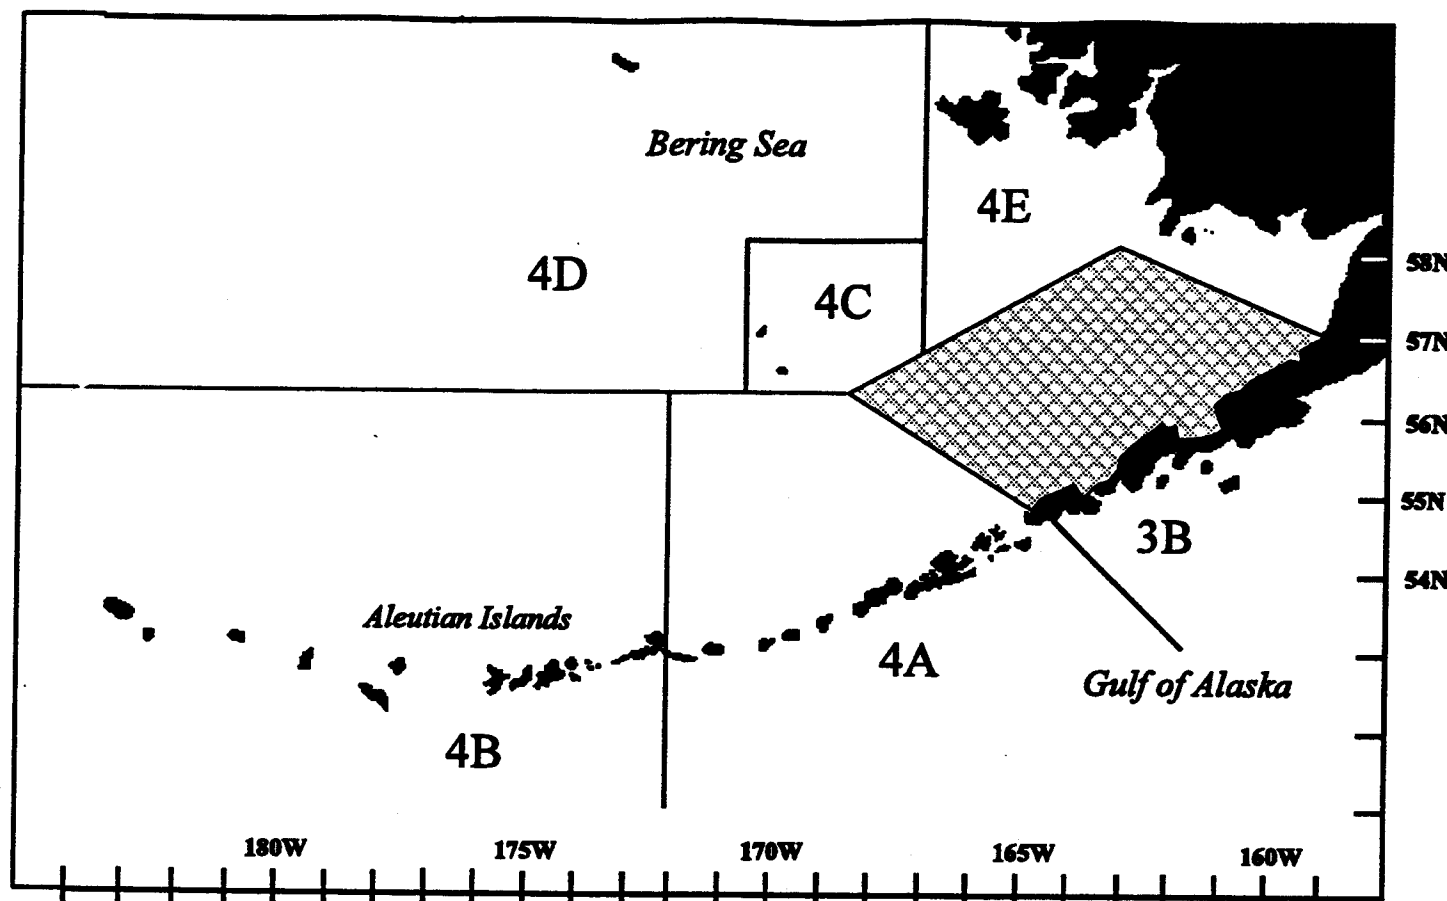 Bering Sea
4E
4D
4C
58N
57N
56N
55N
3B
54N
Aleutian Islands
4A
Gulf of Alaska
4B
180W
175W
170W
165W
160W